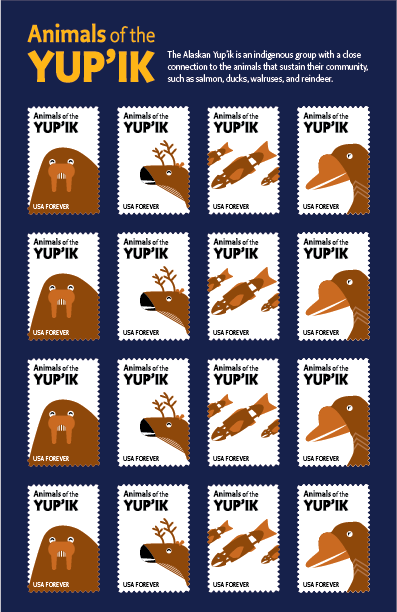 Animals of the
YUP'IK
The Alaskan Yup'ik is an indigenous group with a close
connection to the animals that sustain their community,
such as salmon, ducks, walruses, and reindeer.
Animals of the
YUP'IK
USA FOREVER
Animals of the
YUP'IK
USA FOREVER
Animals of the
YUP'IK
USA FOREVER
Animals of the
YUP'IK
USA FOREVER
Animals of the
YUP'IK
USA FOREVER
Animals of the
YUP'IK
USA FOREVER
Animals of the
YUP'IK
USA FOREVER
Animals of the
YUP'IK
USA FOREVER
Animals of the
YUP'IK
USA FOREVER
Animals of the
YUP'IK
USA FOREVER
Animals of the
YUP'IK
USA FOREVER
Animals of the
YUP'IK
USA FOREVER
Animals of the
YUP'IK
USA FOREVER
Animals of the
YUP'IK
USA FOREVER
Animals of the
YUP'IK
USA FOREVER
Animals of the
YUP'IK
USA FOREVER